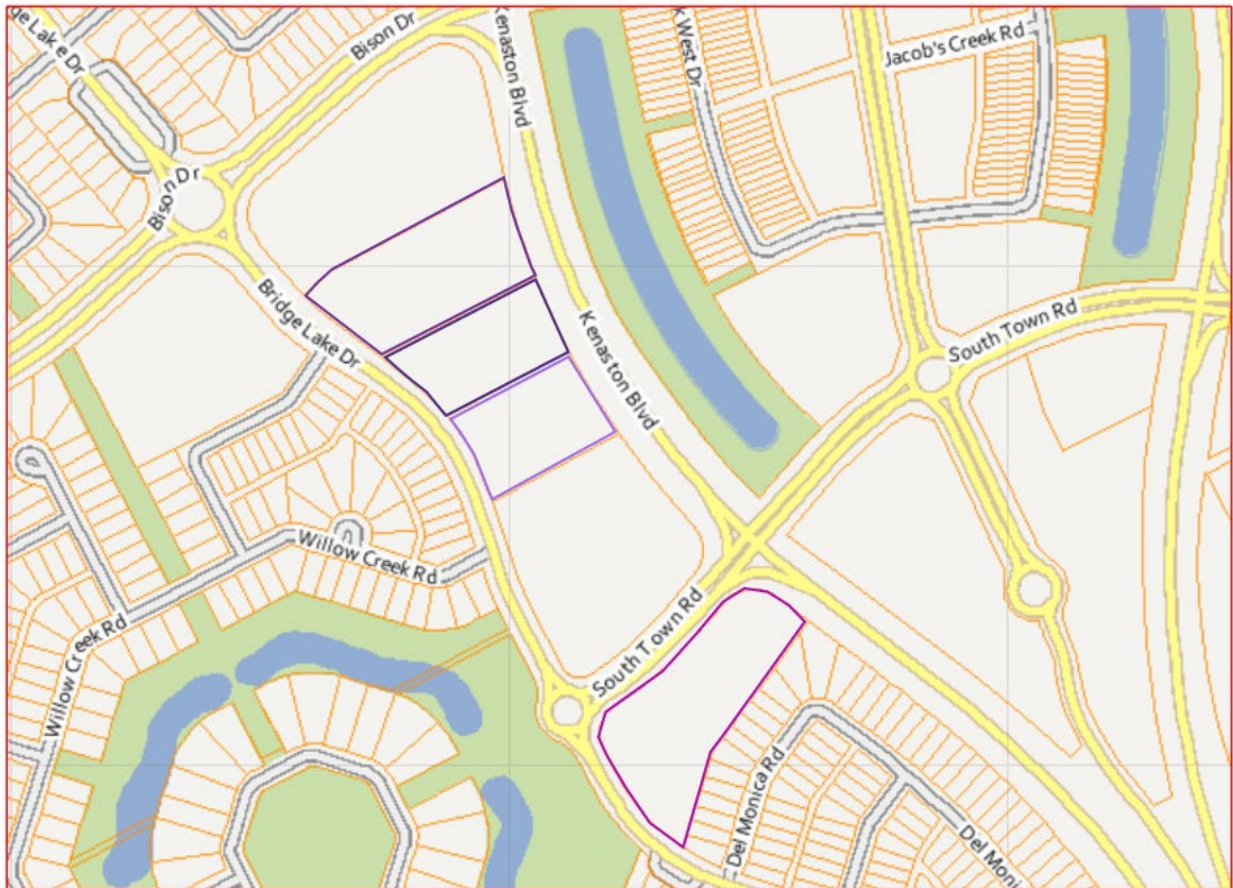 ge Lake Dr
Bison Dr
Kenaston Blvd
k West Dr
Jacob's Creek Rd
Bison Dr
Bridge Lake Dr
Kenaston Blvd
South Town Rd
Willow Creek Rd
Willow Creek Rd
South Town Rd
Del Monica Rd
Del Moni